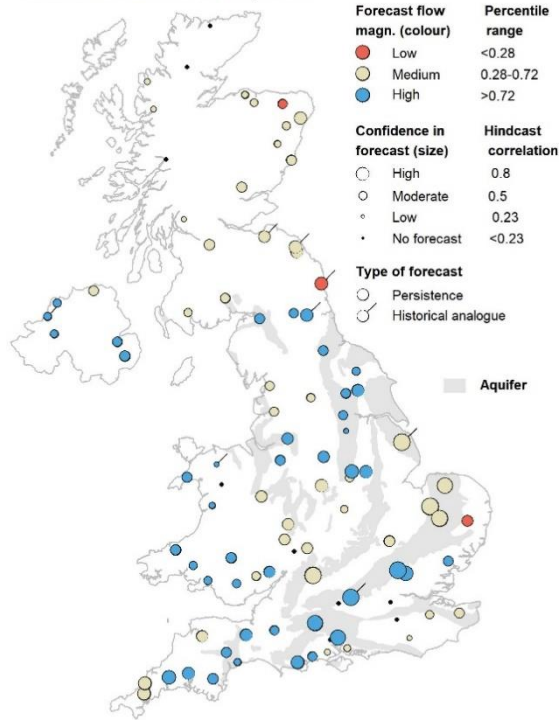 Forecast flow Percentile
magn. (colour) range
Low <0.28
Medium 0.28-0.72
High >0.72
Confidence in Hindcast
forecast (size) correlation
High 0.8
Moderate 0.5
Low 0.23
No forecast <0.23
Type of forecast
Persistence
Historical analogue
Aquifer